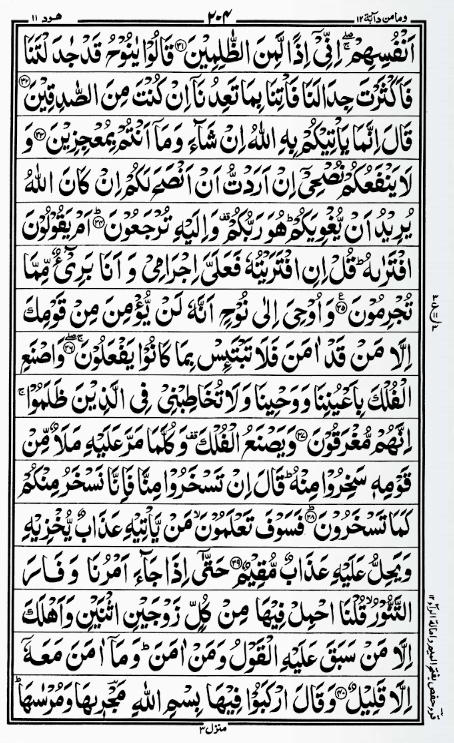 ومامن دآبة ۱۲ ۲۰۴ هود ۱۱
اَنْفُسِهِمْ ۚ اِنِّیْۤ اِذًا لَّمِنَ الظّٰلِمِیْنَ ﴿۳۱﴾ قَالُوْا یٰنُوْحُ قَدْ جٰدَلْتَنَا
فَاَكْثَرْتَ جِدَالَنَا فَاْتِنَا بِمَا تَعِدُنَاۤ اِنْ كُنْتَ مِنَ الصّٰدِقِیْنَ ﴿۳۲﴾
قَالَ اِنَّمَا یَاْتِیْكُمْ بِهِ اللّٰهُ اِنْ شَآءَ وَمَاۤ اَنْتُمْ بِمُعْجِزِیْنَ ﴿۳۳﴾ وَ
لَا یَنْفَعُكُمْ نُصْحِیْۤ اِنْ اَرَدْتُّ اَنْ اَنْصَحَ لَكُمْ اِنْ كَانَ اللّٰهُ
یُرِیْدُ اَنْ یُّغْوِیَكُمْ ؕ هُوَ رَبُّكُمْ ۫ وَاِلَیْهِ تُرْجَعُوْنَ ﴿۳۴﴾ اَمْ یَقُوْلُوْنَ
افْتَرٰىهُ ؕ قُلْ اِنِ افْتَرَیْتُهٗ فَعَلَیَّ اِجْرَامِیْ وَ اَنَا بَرِیْٓءٌ مِّمَّا
تُجْرِمُوْنَ ﴿۳۵﴾ وَاُوْحِیَ اِلٰی نُوْحٍ اَنَّهٗ لَنْ یُّؤْمِنَ مِنْ قَوْمِكَ
اِلَّا مَنْ قَدْ اٰمَنَ فَلَا تَبْتَىِٕسْ بِمَا كَانُوْا یَفْعَلُوْنَ ﴿۳۶﴾ وَاصْنَعِ
الْفُلْكَ بِاَعْیُنِنَا وَوَحْیِنَا وَلَا تُخَاطِبْنِیْ فِی الَّذِیْنَ ظَلَمُوْا ۚ
اِنَّهُمْ مُّغْرَقُوْنَ ﴿۳۷﴾ وَیَصْنَعُ الْفُلْكَ ۫ وَكُلَّمَا مَرَّ عَلَیْهِ مَلَاٌ مِّنْ
قَوْمِهٖ سَخِرُوْا مِنْهُ ؕ قَالَ اِنْ تَسْخَرُوْا مِنَّا فَاِنَّا نَسْخَرُ مِنْكُمْ
كَمَا تَسْخَرُوْنَ ﴿۳۸﴾ فَسَوْفَ تَعْلَمُوْنَ ۙ مَنْ یَّاْتِیْهِ عَذَابٌ یُّخْزِیْهِ
وَیَحِلُّ عَلَیْهِ عَذَابٌ مُّقِیْمٌ ﴿۳۹﴾ حَتّٰۤی اِذَا جَآءَ اَمْرُنَا وَ فَارَ
التَّنُّوْرُ ۙ قُلْنَا احْمِلْ فِیْهَا مِنْ كُلٍّ زَوْجَیْنِ اثْنَیْنِ وَاَهْلَكَ
اِلَّا مَنْ سَبَقَ عَلَیْهِ الْقَوْلُ وَمَنْ اٰمَنَ ؕ وَمَاۤ اٰمَنَ مَعَهٗۤ
اِلَّا قَلِیْلٌ ﴿۴۰﴾ وَقَالَ ارْكَبُوْا فِیْهَا بِسْمِ اللّٰهِ مَجْرٖىهَا وَمُرْسٰىهَا ؕ
منزل ۳